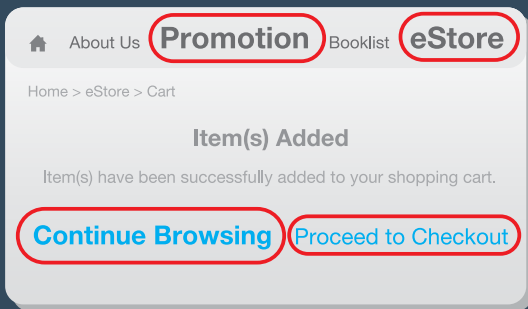 About Us Promotion Booklist eStore
Home > eStore > Cart
Item(s) Added
Item(s) have been successfully added to your shopping cart.
Continue Browsing Proceed to Checkout